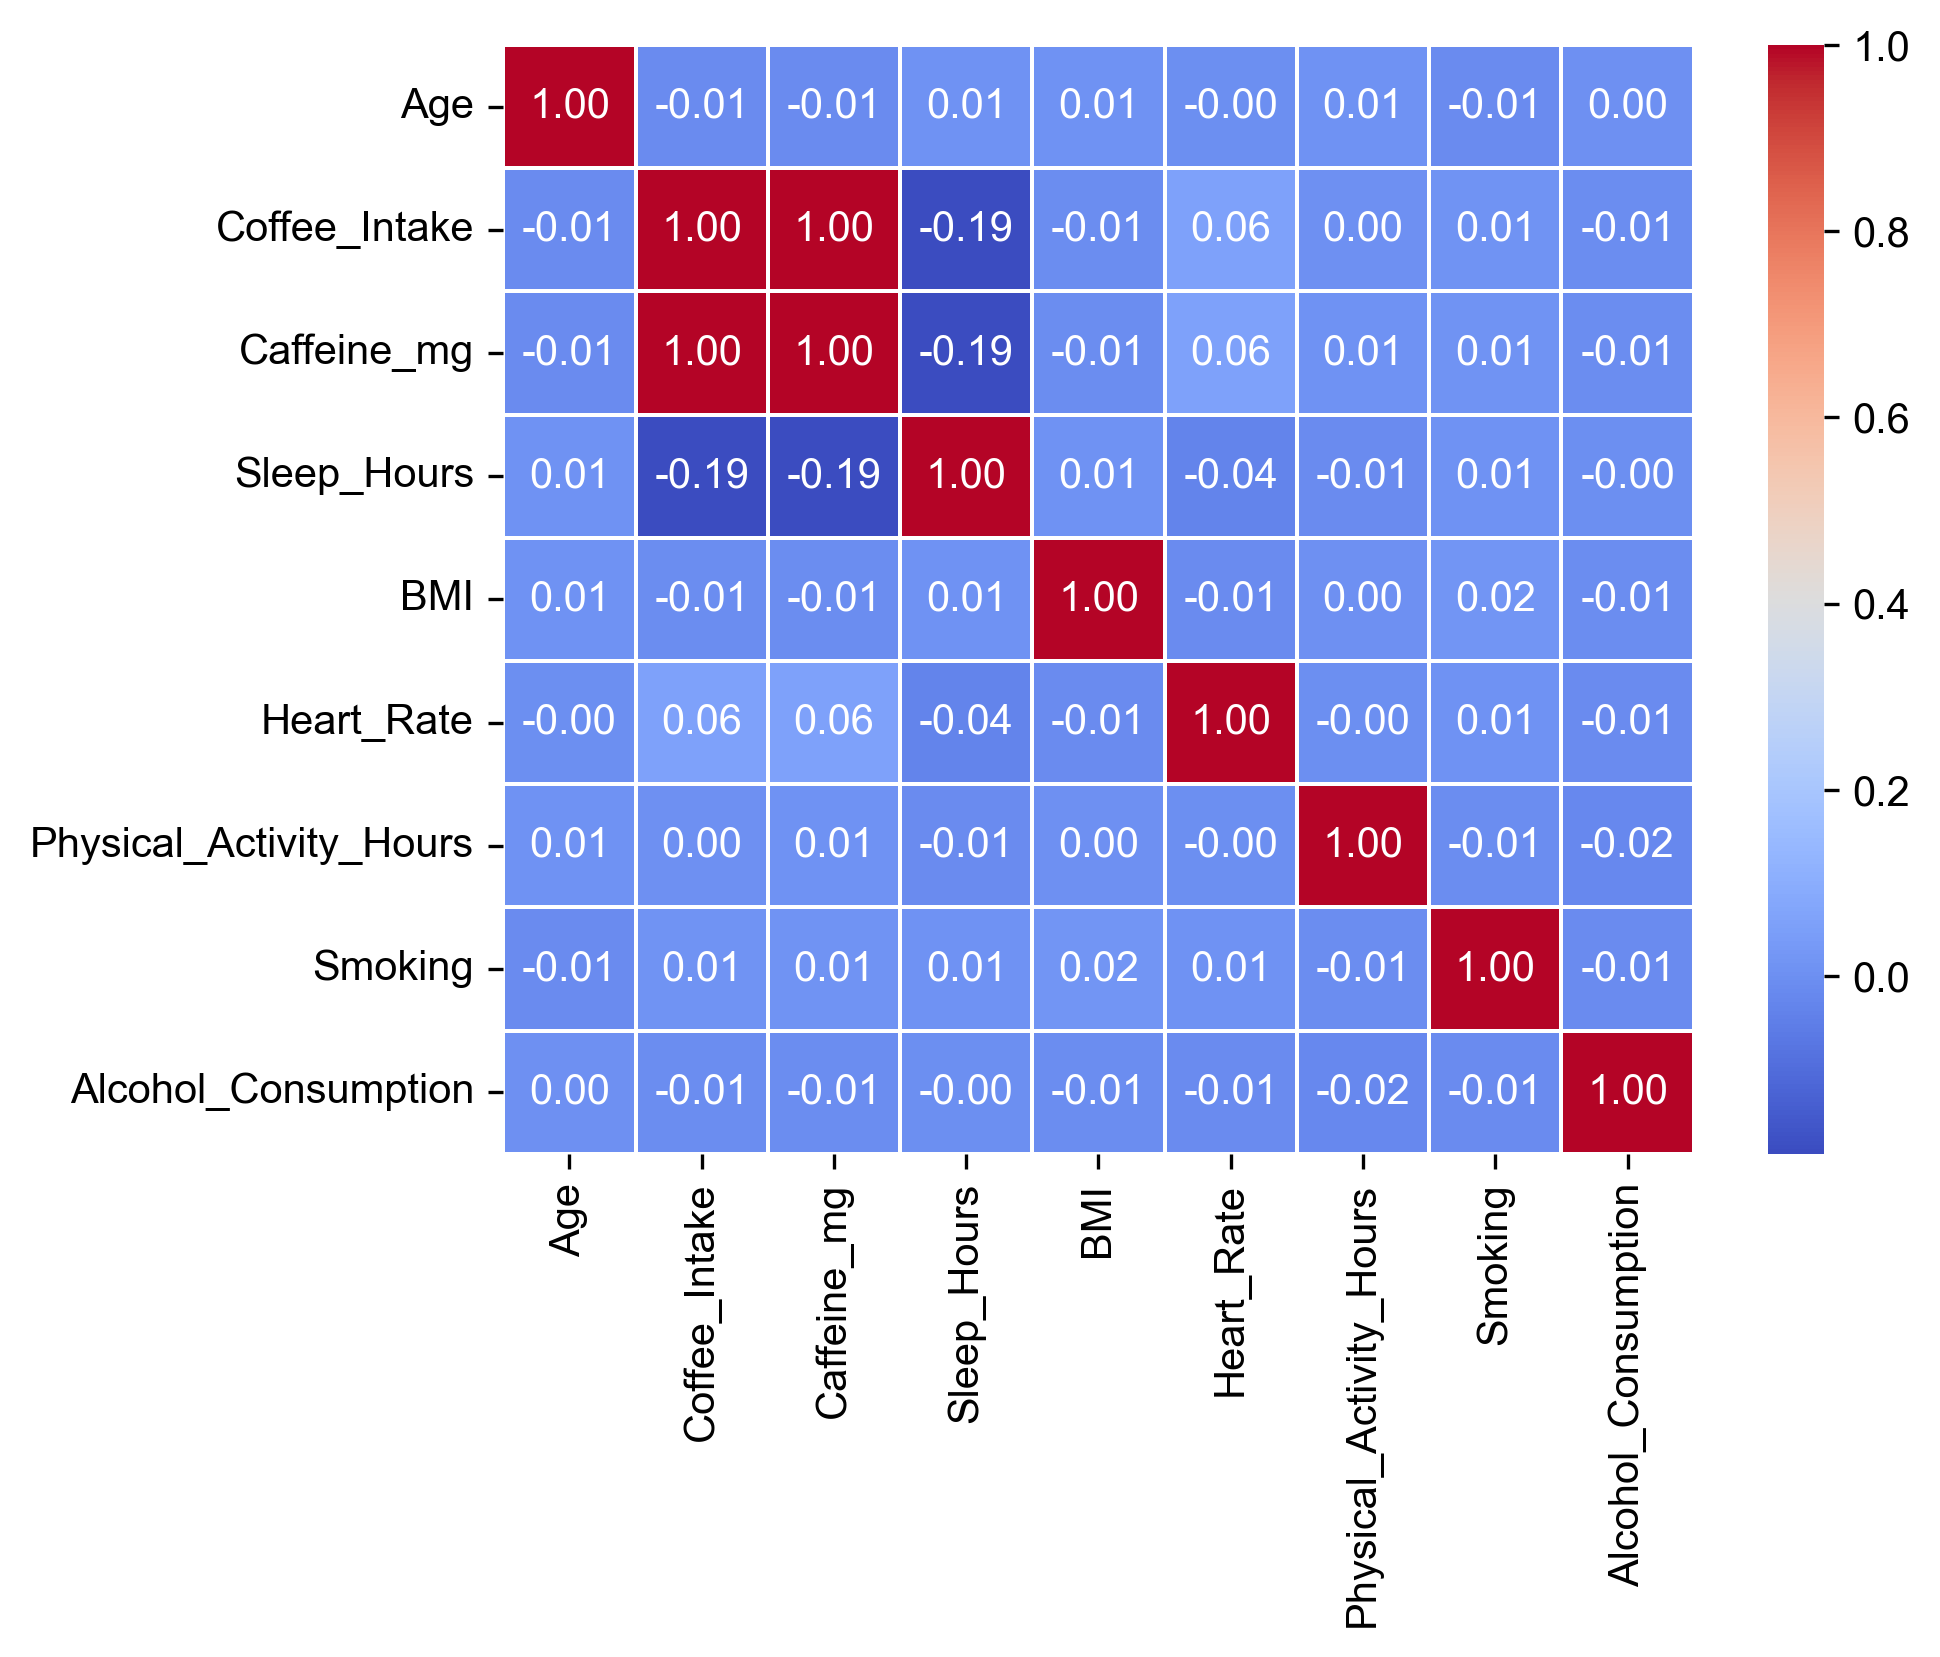 Age 1.00 -0.01 -0.01 0.01 0.01 -0.00 0.01 -0.01 0.00
Coffee_Intake -0.01 1.00 1.00 -0.19 -0.01 0.06 0.00 0.01 -0.01
Caffeine_mg -0.01 1.00 1.00 -0.19 -0.01 0.06 0.01 0.01 -0.01
Sleep_Hours 0.01 -0.19 -0.19 1.00 0.01 -0.04 -0.01 0.01 -0.00
BMI 0.01 -0.01 -0.01 0.01 1.00 -0.01 0.00 0.02 -0.01
Heart_Rate -0.00 0.06 0.06 -0.04 -0.01 1.00 -0.00 0.01 -0.01
Physical_Activity_Hours 0.01 0.00 0.01 -0.01 0.00 -0.00 1.00 -0.01 -0.02
Smoking -0.01 0.01 0.01 0.01 0.02 0.01 -0.01 1.00 -0.01
Alcohol_Consumption 0.00 -0.01 -0.01 -0.00 -0.01 -0.01 -0.02 -0.01 1.00
Age
Coffee_Intake
Caffeine_mg
Sleep_Hours
BMI
Heart_Rate
Physical_Activity_Hours
Smoking
Alcohol_Consumption
1.0
0.8
0.6
0.4
0.2
0.0